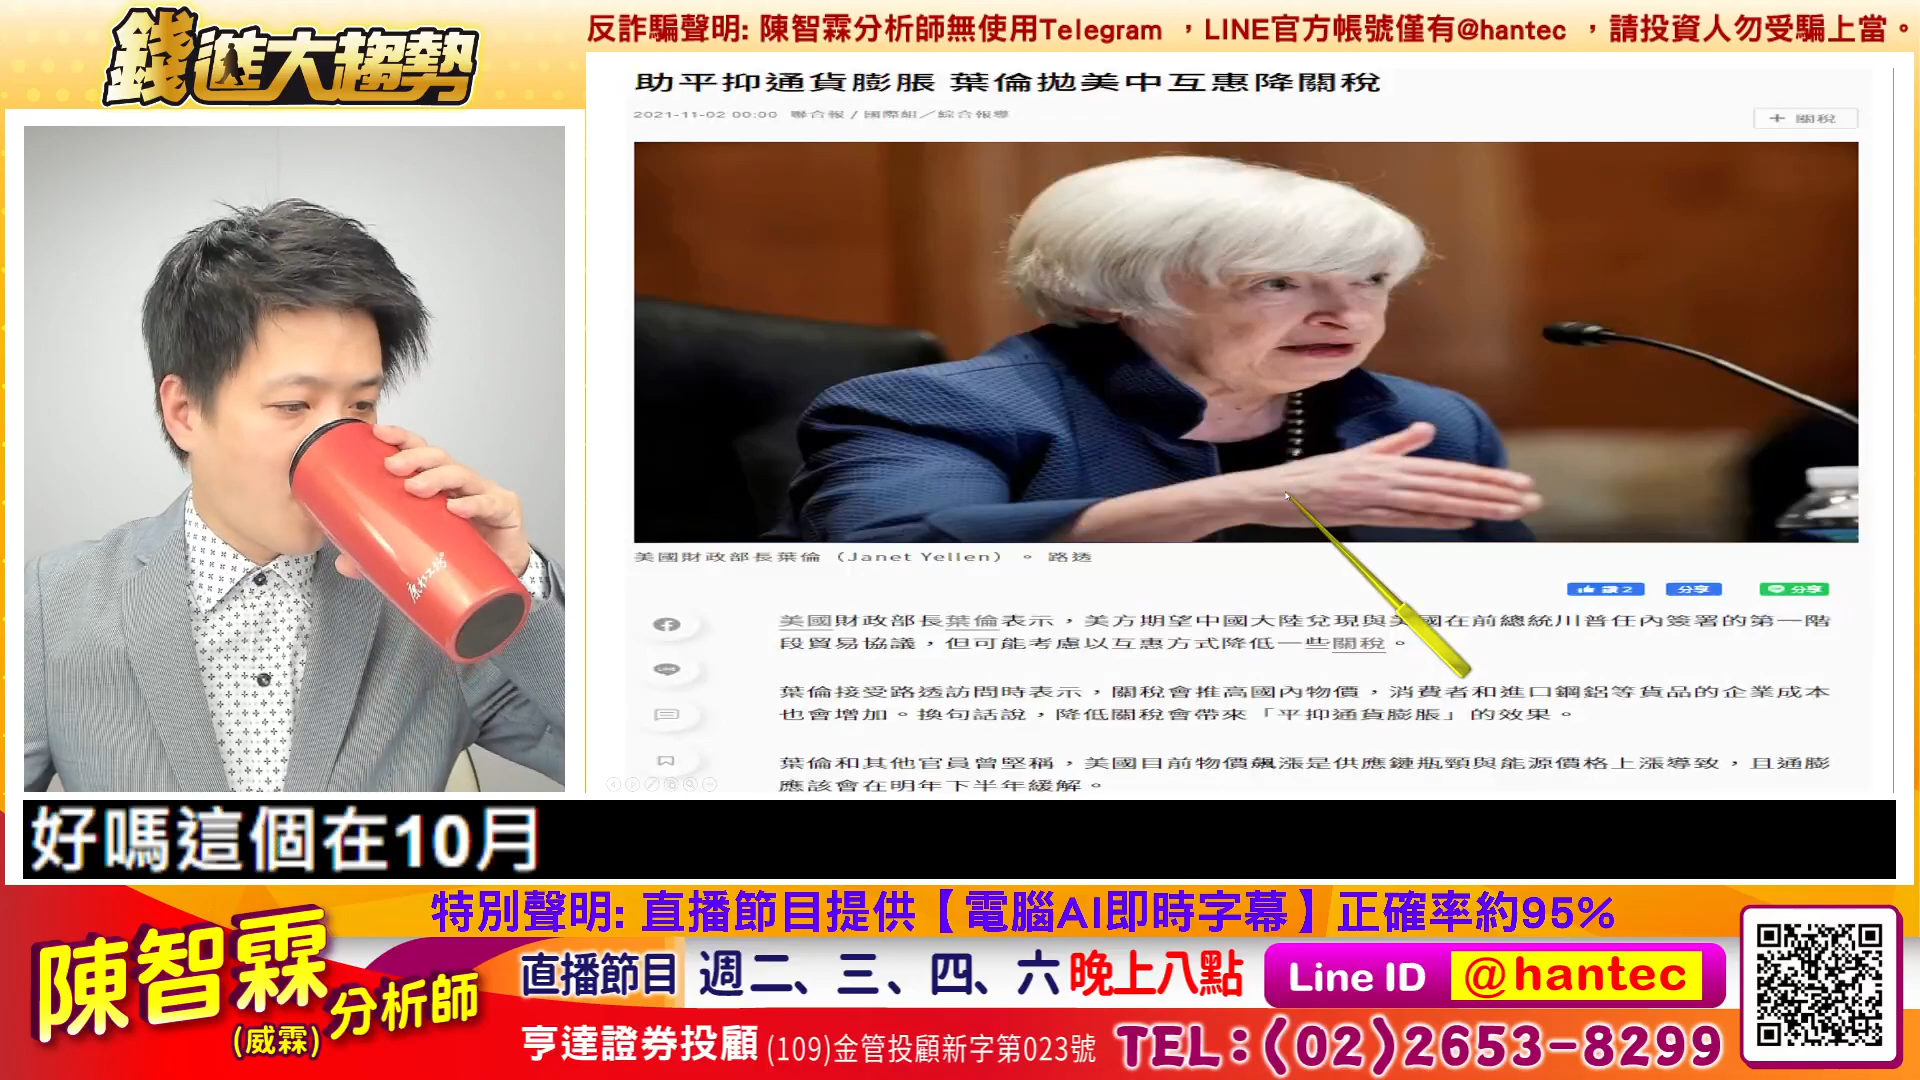 錢進大趨勢
反詐騙聲明: 陳智霖分析師無使用Telegram ，LINE官方帳號僅有@hantec ，請投資人勿受騙上當。
助平抑通貨膨脹 葉倫拋美中互惠降關稅
2021-11-02 00:00 聯合報 / 國際組／綜合報導
+ 關稅
美國財政部長葉倫（Janet Yellen）。 路透
讚 2 分享 分享
美國財政部長葉倫表示，美方期望中國大陸兌現與美國在前總統川普任內簽署的第一階
段貿易協議，但可能考慮以互惠方式降低一些關稅。
葉倫接受路透訪問時表示，關稅會推高國內物價，消費者和進口鋼鋁等貨品的企業成本
也會增加。換句話說，降低關稅會帶來「平抑通貨膨脹」的效果。
葉倫和其他官員曾堅稱，美國目前物價飆漲是供應鏈瓶頸與能源價格上漲導致，且通膨
應該會在明年下半年緩解。
康杜工坊
好嗎這個在10月
特別聲明: 直播節目提供【電腦AI即時字幕】正確率約95%
陳智霖分析師
(威霖)
直播節目 週二、三、四、六 晚上八點
Line ID @hantec
亨達證券投顧 (109)金管投顧新字第023號 TEL:(02)2653-8299